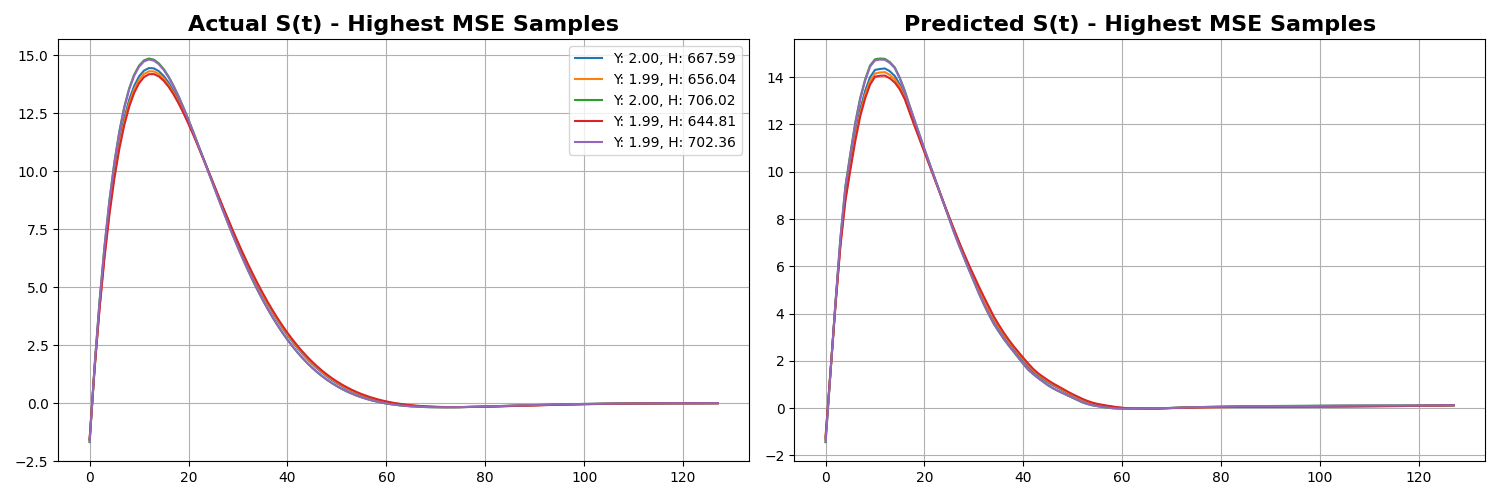 Actual S(t) - Highest MSE Samples
15.0
12.5
10.0
7.5
5.0
2.5
0.0
−2.5
0 20 40 60 80 100 120
Y: 2.00, H: 667.59
Y: 1.99, H: 656.04
Y: 2.00, H: 706.02
Y: 1.99, H: 644.81
Y: 1.99, H: 702.36
Predicted S(t) - Highest MSE Samples
14
12
10
8
6
4
2
0
−2
0 20 40 60 80 100 120